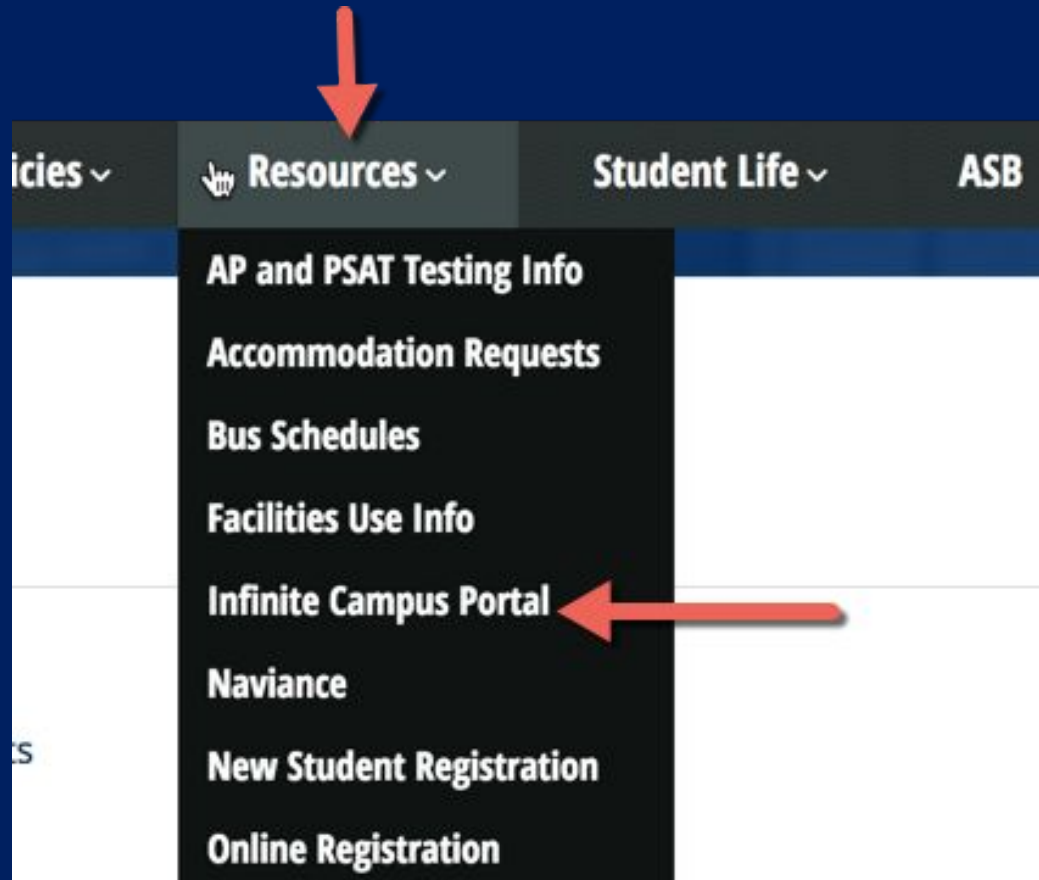 icies Resources Student Life ASB
AP and PSAT Testing Info
Accommodation Requests
Bus Schedules
Facilities Use Info
Infinite Campus Portal
Naviance
ts
New Student Registration
Online Registration